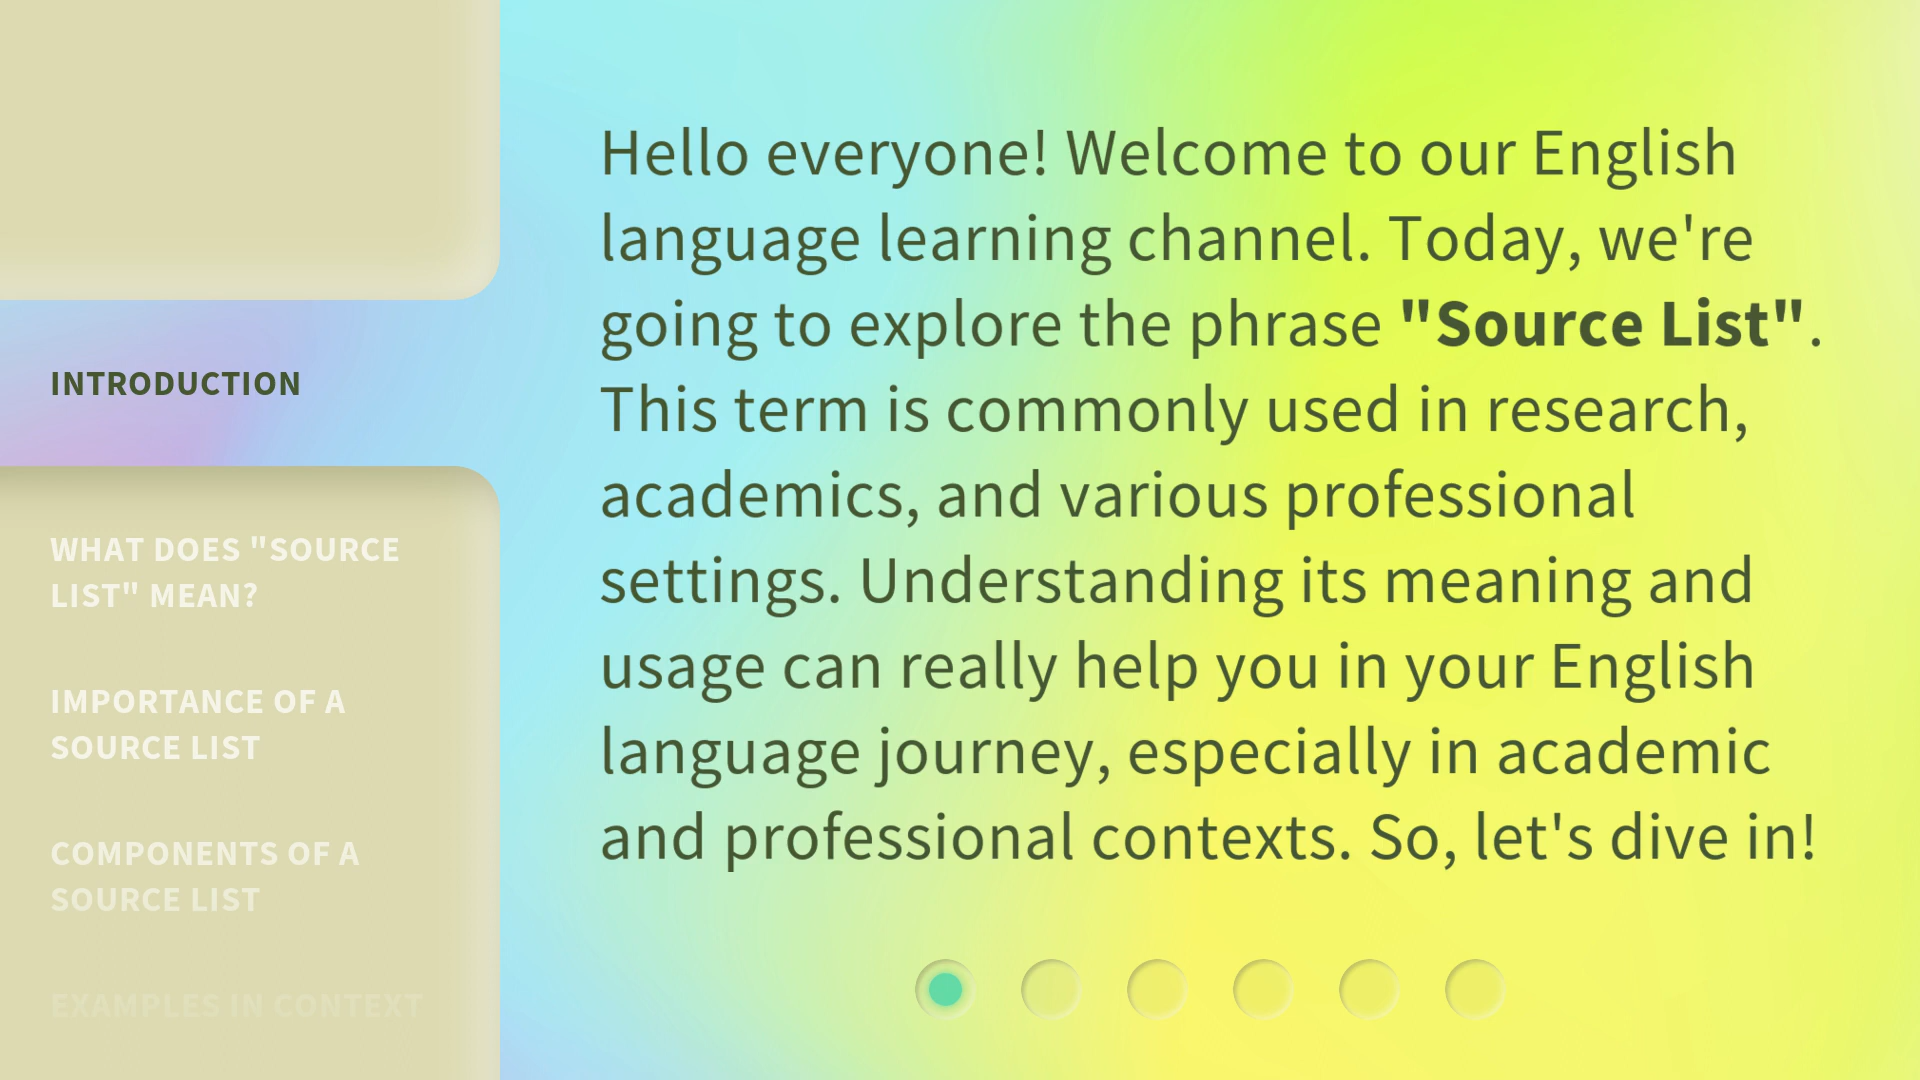 INTRODUCTION
WHAT DOES "SOURCE
LIST" MEAN?
IMPORTANCE OF A
SOURCE LIST
COMPONENTS OF A
SOURCE LIST
EXAMPLES IN CONTEXT
Hello everyone! Welcome to our English
language learning channel. Today, we're
going to explore the phrase "Source List".
This term is commonly used in research,
academics, and various professional
settings. Understanding its meaning and
usage can really help you in your English
language journey, especially in academic
and professional contexts. So, let's dive in!